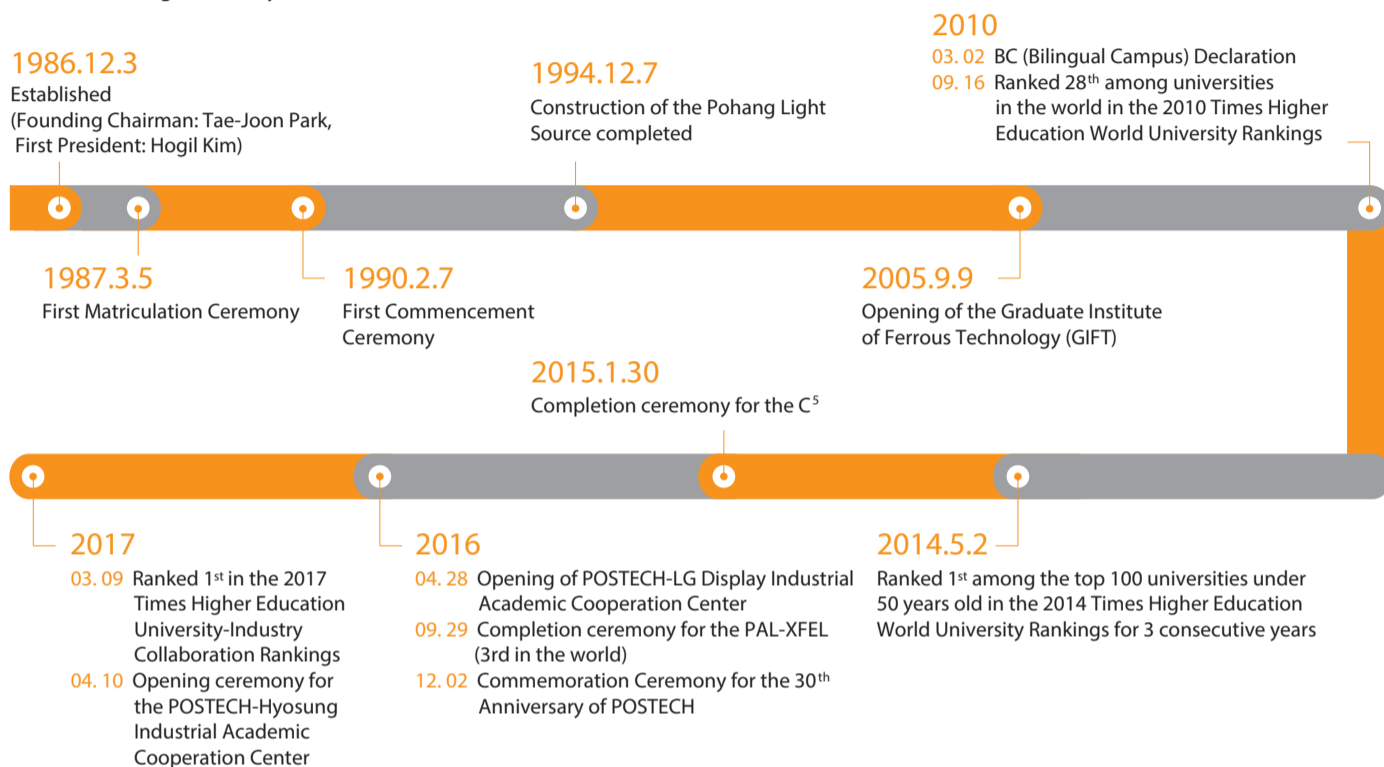 1986.12.3
Established
(Founding Chairman: Tae-Joon Park,
First President: Hogil Kim)
1987.3.5
First Matriculation Ceremony
1990.2.7
First Commencement
Ceremony
1994.12.7
Construction of the Pohang Light
Source completed
2005.9.9
Opening of the Graduate Institute
of Ferrous Technology (GIFT)
2010
03. 02 BC (Bilingual Campus) Declaration
09. 16 Ranked 28th among universities
in the world in the 2010 Times Higher
Education World University Rankings
2014.5.2
Ranked 1st among the top 100 universities under
50 years old in the 2014 Times Higher Education
World University Rankings for 3 consecutive years
2015.1.30
Completion ceremony for the C5
2016
04. 28 Opening of POSTECH-LG Display Industrial
Academic Cooperation Center
09. 29 Completion ceremony for the PAL-XFEL
(3rd in the world)
12. 02 Commemoration Ceremony for the 30th
Anniversary of POSTECH
2017
03. 09 Ranked 1st in the 2017
Times Higher Education
University-Industry
Collaboration Rankings
04. 10 Opening ceremony for
the POSTECH-Hyosung
Industrial Academic
Cooperation Center